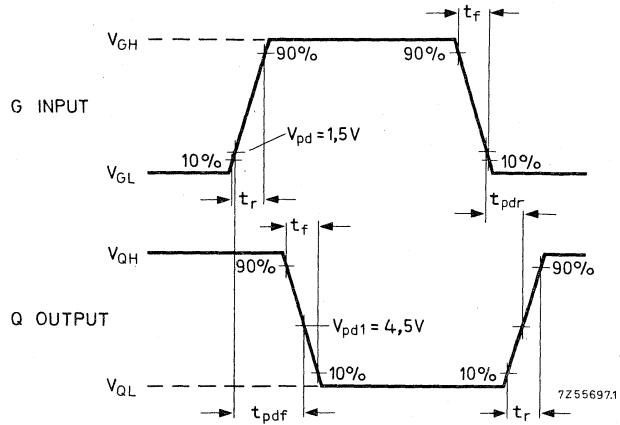 t_f
V_GH
90%
90%
G INPUT
V_pd = 1,5 V
10%
10%
V_GL
t_r
t_pdr
t_f
V_QH
90%
90%
Q OUTPUT
V_pd1 = 4,5V
10%
10%
V_QL
7Z55697.1
t_pdf
t_r